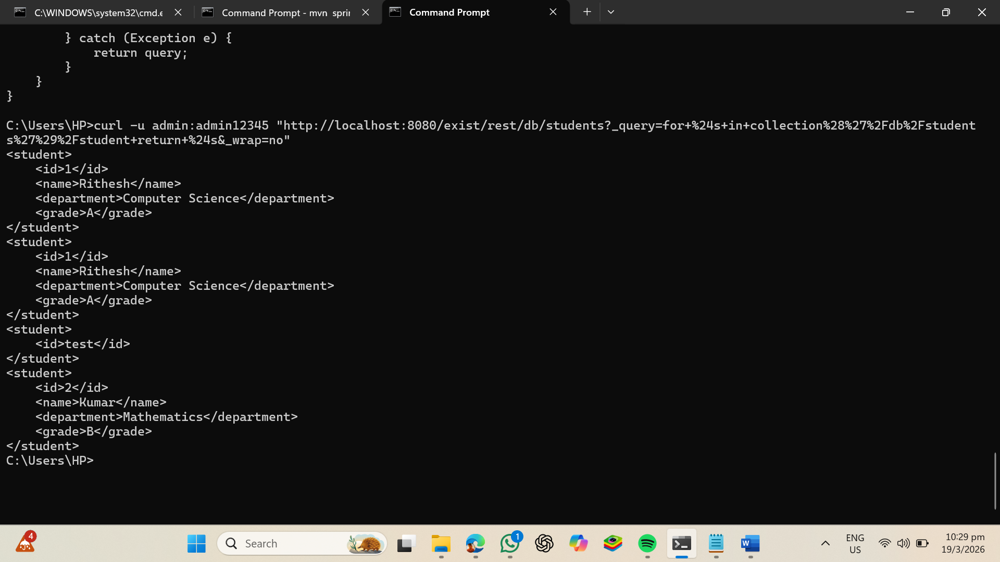 C:\WINDOWS\system32\cmd.e
Command Prompt - mvn  sprin
Command Prompt
        } catch (Exception e) {
            return query;
        }
    }
}
C:\Users\HP>curl -u admin:admin12345 "http://localhost:8080/exist/rest/db/students?_query=for+%24s+in+collection%28%27%2Fdb%2Fstudent
s%27%29%2Fstudent+return+%24s&_wrap=no"
<student>
    <id>1</id>
    <name>Rithesh</name>
    <department>Computer Science</department>
    <grade>A</grade>
</student>
<student>
    <id>1</id>
    <name>Rithesh</name>
    <department>Computer Science</department>
    <grade>A</grade>
</student>
<student>
    <id>test</id>
</student>
<student>
    <id>2</id>
    <name>Kumar</name>
    <department>Mathematics</department>
    <grade>B</grade>
</student>
C:\Users\HP>
4
Search
1
W
ENG
US
10:29 pm
19/3/2026